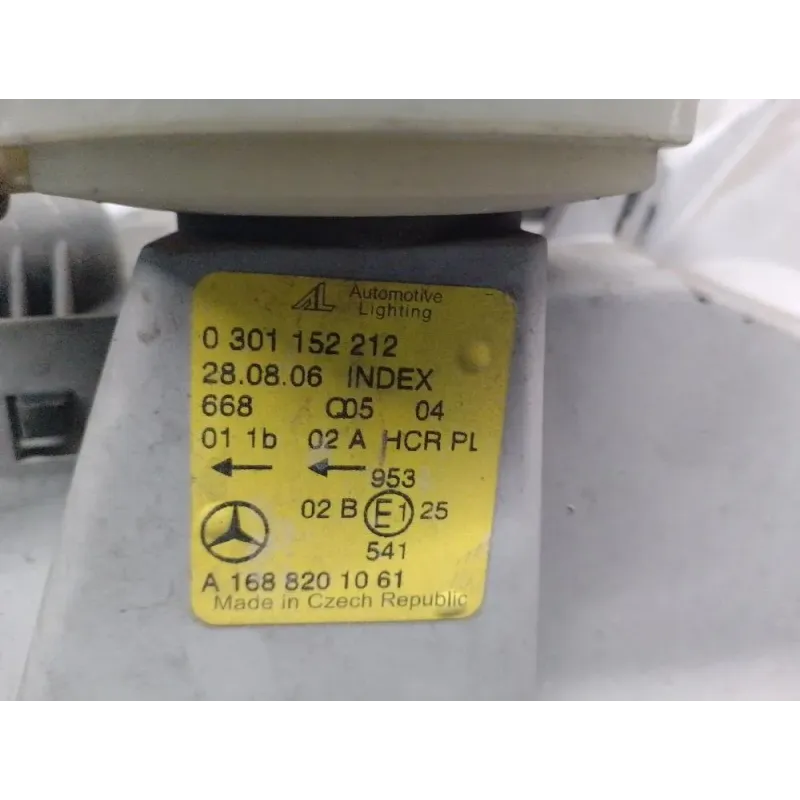 AL Automotive
Lighting
0 301 152 212
28.08.06 INDEX
668 Q05 04
01 1b 02 A HCR PL
← ← 953
02 B E1 25
541
A 168 820 10 61
Made in Czech Republic